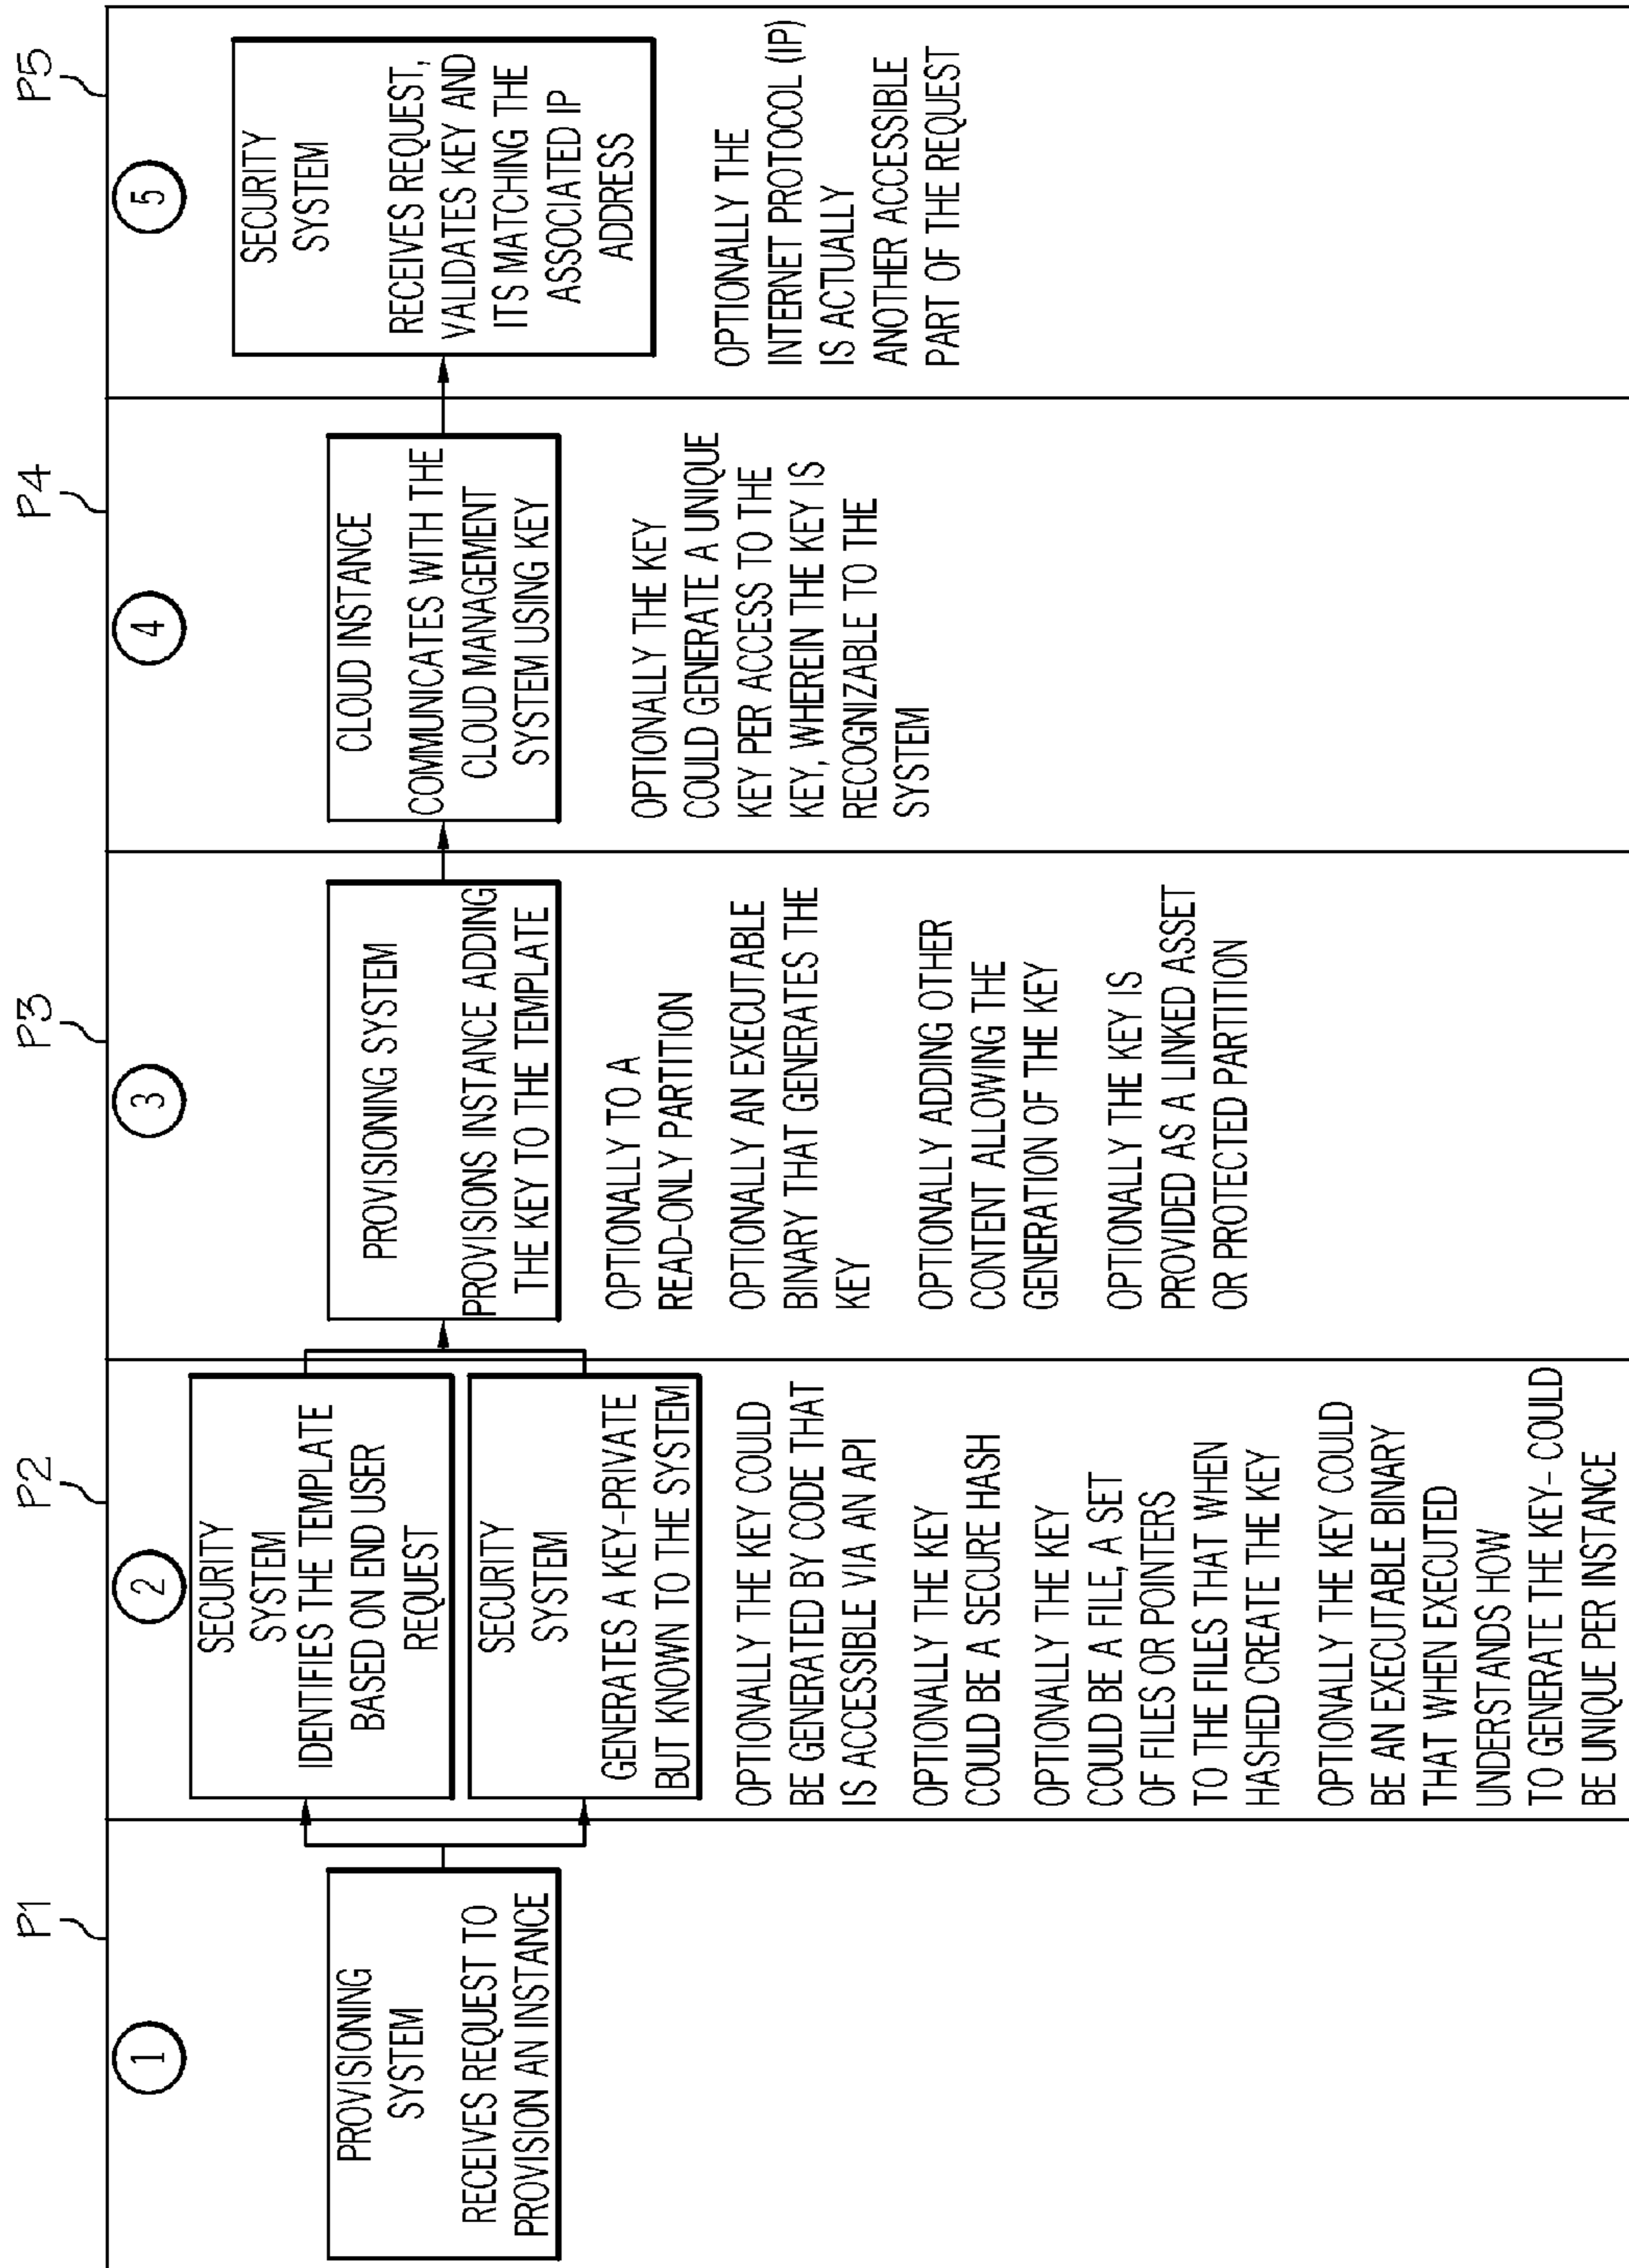 P1
1
PROVISIONING
SYSTEM
RECEIVES REQUEST TO
PROVISION AN INSTANCE
P2
2
SECURITY
SYSTEM
IDENTIFIES THE TEMPLATE
BASED ON END USER
REQUEST
SECURITY
SYSTEM
GENERATES A KEY-PRIVATE
BUT KNOWN TO THE SYSTEM
OPTIONALLY THE KEY COULD
BE GENERATED BY CODE THAT
IS ACCESSIBLE VIA AN API
OPTIONALLY THE KEY
COULD BE A SECURE HASH
OPTIONALLY THE KEY
COULD BE A FILE, A SET
OF FILES OR POINTERS
TO THE FILES THAT WHEN
HASHED CREATE THE KEY
OPTIONALLY THE KEY COULD
BE AN EXECUTABLE BINARY
THAT WHEN EXECUTED
UNDERSTANDS HOW
TO GENERATE THE KEY- COULD
BE UNIQUE PER INSTANCE
P3
3
PROVISIONING SYSTEM
PROVISIONS INSTANCE ADDING
THE KEY TO THE TEMPLATE
OPTIONALLY TO A
READ-ONLY PARTITION
OPTIONALLY AN EXECUTABLE
BINARY THAT GENERATES THE
KEY
OPTIONALLY ADDING OTHER
CONTENT ALLOWING THE
GENERATION OF THE KEY
OPTIONALLY THE KEY IS
PROVIDED AS A LINKED ASSET
OR PROTECTED PARTITION
P4
4
CLOUD INSTANCE
COMMUNICATES WITH THE
CLOUD MANAGEMENT
SYSTEM USING KEY
OPTIONALLY THE KEY
COULD GENERATE A UNIQUE
KEY PER ACCESS TO THE
KEY, WHEREIN THE KEY IS
RECOGNIZABLE TO THE
SYSTEM
P5
5
SECURITY
SYSTEM
RECEIVES REQUEST,
VALIDATES KEY AND
ITS MATCHING THE
ASSOCIATED IP
ADDRESS
OPTIONALLY THE
INTERNET PROTOCOL (IP)
IS ACTUALLY
ANOTHER ACCESSIBLE
PART OF THE REQUEST